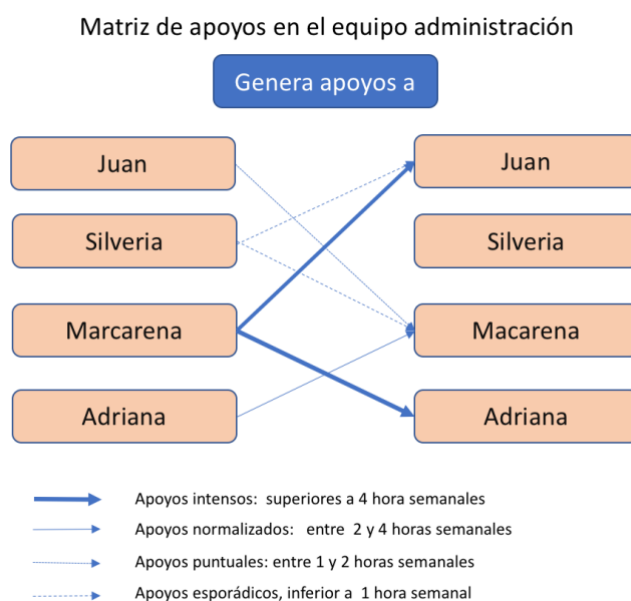 Matriz de apoyos en el equipo administración
Genera apoyos a
Juan
Juan
Silveria
Silveria
Marcarena
Macarena
Adriana
Adriana
Apoyos intensos: superiores a 4 hora semanales
Apoyos normalizados: entre 2 y 4 horas semanales
Apoyos puntuales: entre 1 y 2 horas semanales
Apoyos esporádicos, inferior a 1 hora semanal